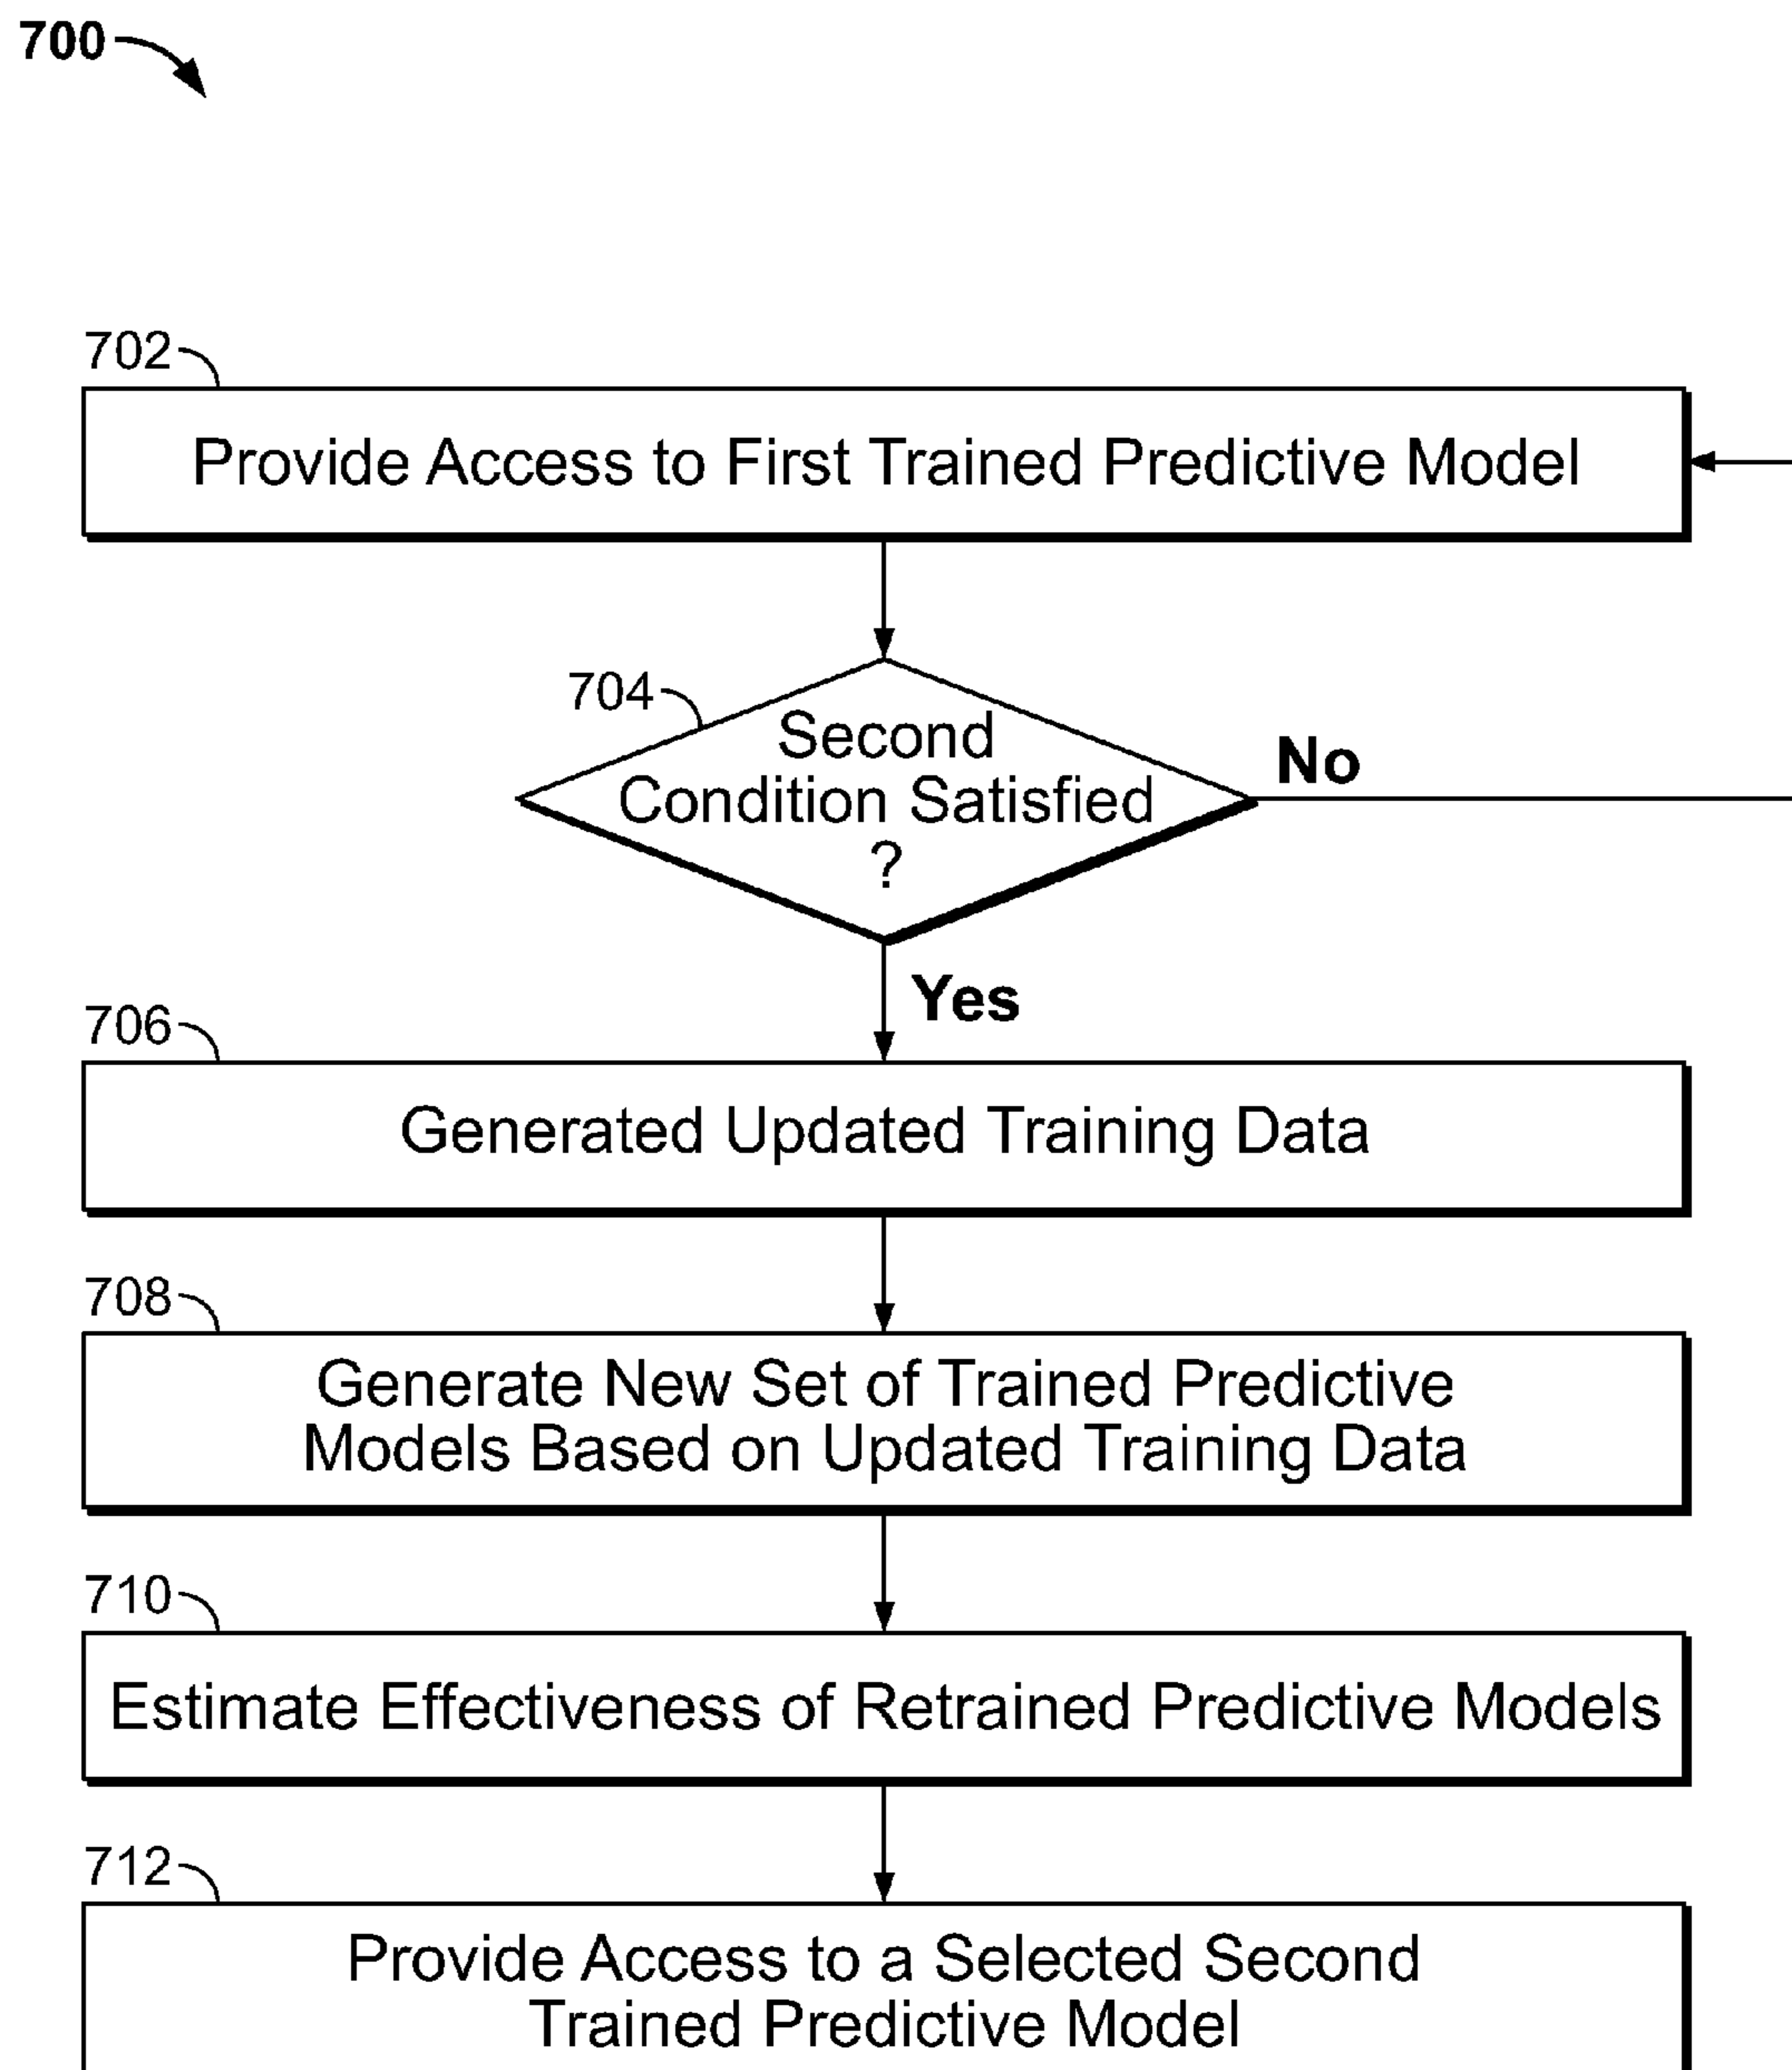 700
702
Provide Access to First Trained Predictive Model
704
Second
Condition Satisfied
?
No
Yes
706
Generated Updated Training Data
708
Generate New Set of Trained Predictive
Models Based on Updated Training Data
710
Estimate Effectiveness of Retrained Predictive Models
712
Provide Access to a Selected Second
Trained Predictive Model